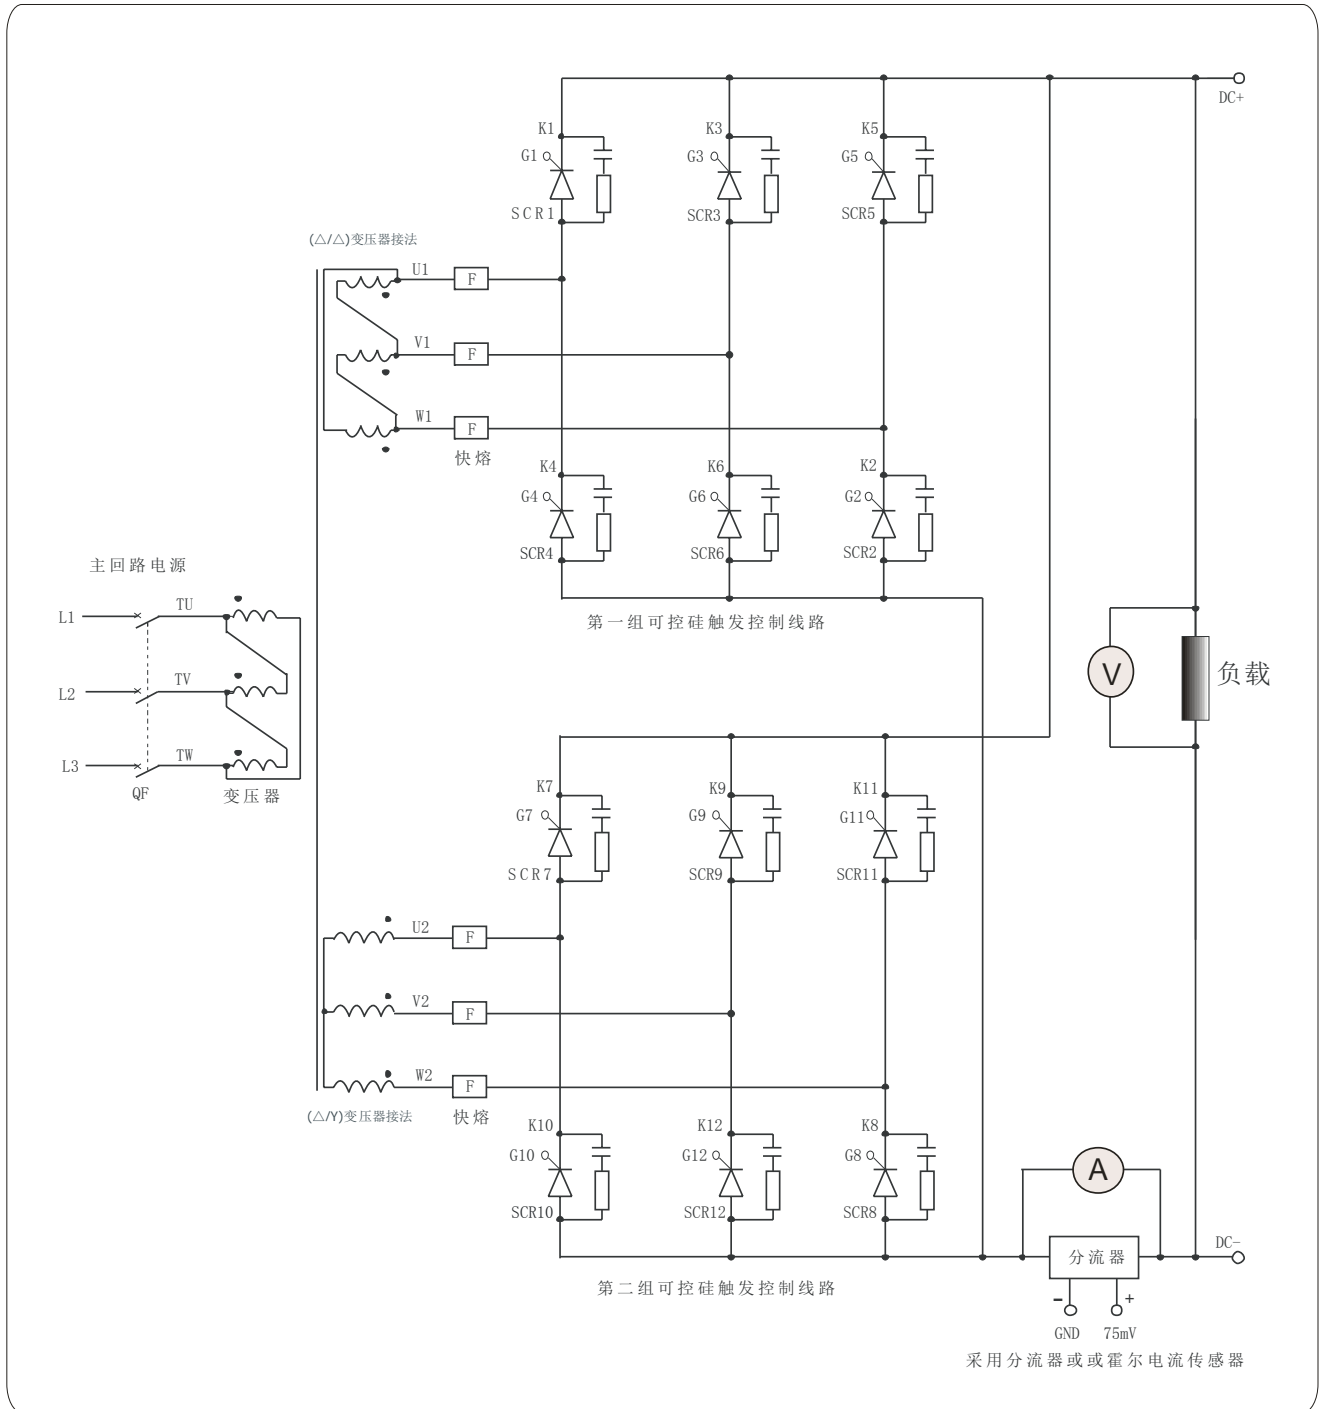 DC+
K1 K3 K5
G1 G3 G5
SCR1 SCR3 SCR5
(△/△)变压器接法
U1 F
V1 F
W1 F
快熔
K4 K6 K2
G4 G6 G2
SCR4 SCR6 SCR2
主回路电源
第一组可控硅触发控制线路
L1 TU
L2 TV
L3 TW
QF 变压器
V 负载
K7 K9 K11
G7 G9 G11
SCR7 SCR9 SCR11
U2 F
V2 F
W2 F
(△/Y)变压器接法 快熔
K10 K12 K8
G10 G12 G8
SCR10 SCR12 SCR8
A
DC-
分流器
第二组可控硅触发控制线路
- +
GND 75mV
采用分流器或或霍尔电流传感器